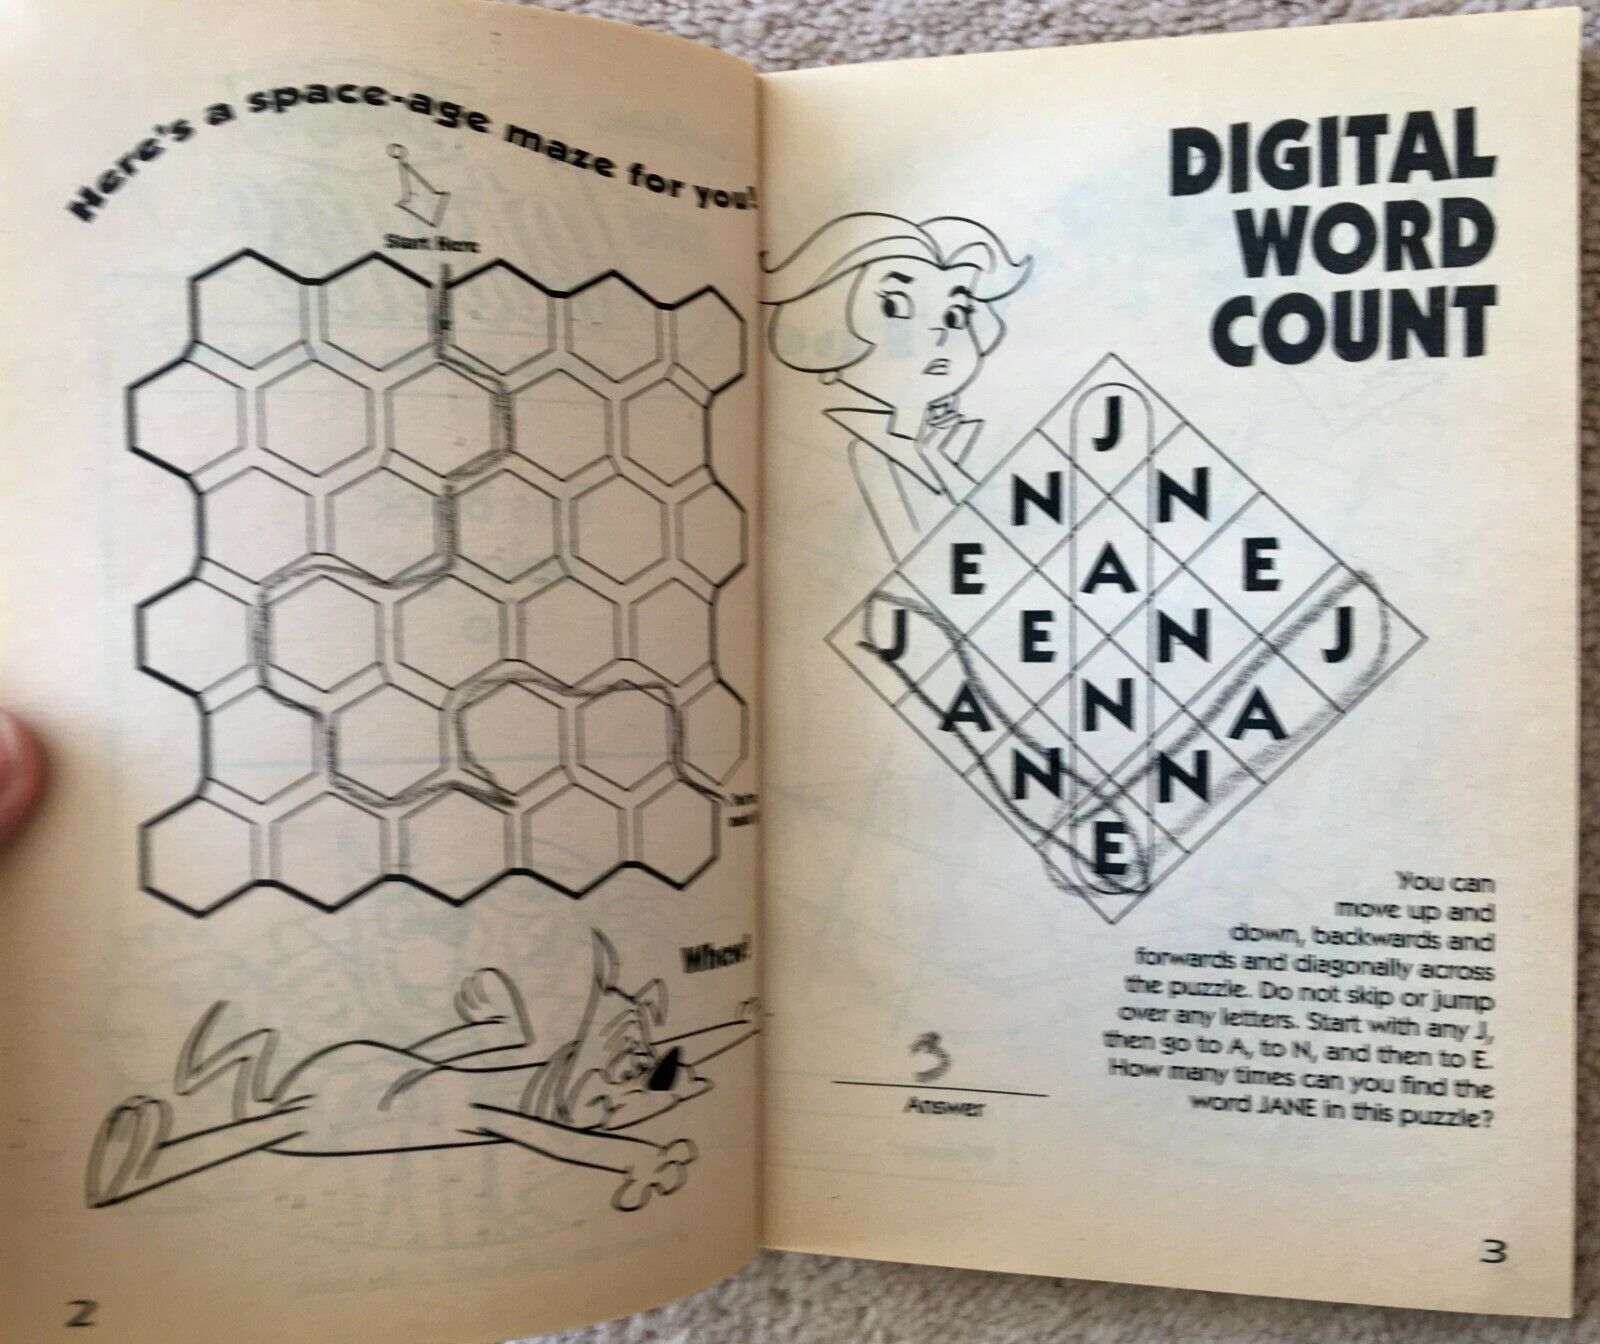 Here's a space-age maze for you!
Start Here
Whew!
2
DIGITAL
WORD
COUNT
J
N N
E A E
J E N J
A N A
N N
E
You can
move up and
down, backwards and
forwards and diagonally across
the puzzle. Do not skip or jump
over any letters. Start with any J,
then go to A, to N, and then to E.
How many times can you find the
word JANE in this puzzle?
3
Answer
3